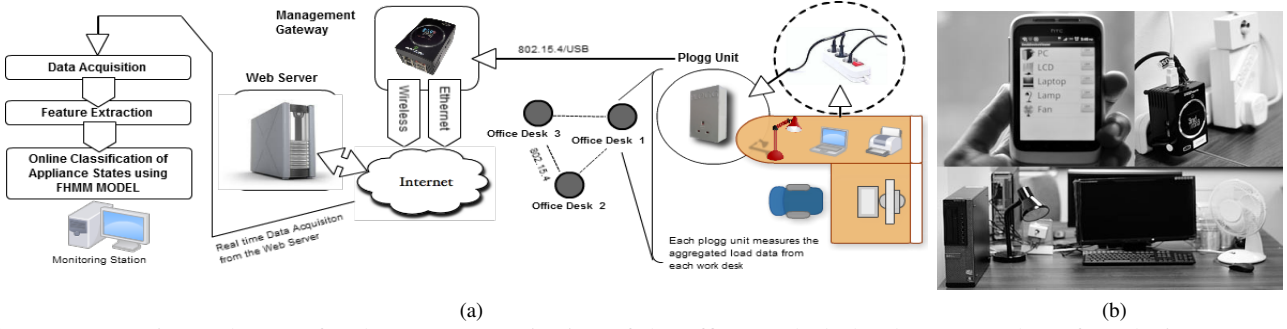 Management
Gateway
802.15.4/USB
Plogg Unit
Data Acquisition
Web Server
Wireless
Ethernet
Feature Extraction
Office Desk 3
Office Desk 1
802.15.4
Online Classification of
Appliance States using
FHMM MODEL
Internet
Office Desk 2
Real time Data Acquisiton
from the Web Server
Monitoring Station
Each plogg unit measures the
aggregated load data from
each work desk
(a)
htc
PC
LCD
Laptop
Lamp
Fan
(b)